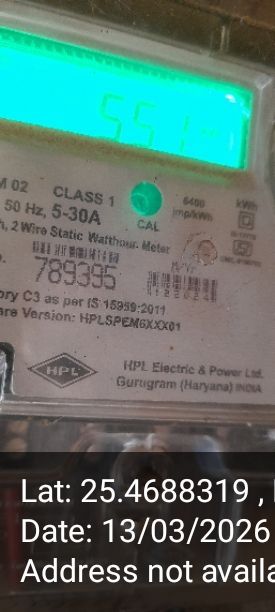 551
M 02 CLASS 1
6400 imp/kWh
kWh
50 Hz, 5-30A
CAL
h, 2 Wire Static Watthour Meter
789395
ory C3 as per IS 15959:2011
are Version: HPLSPEM6XXX01
HPL
HPL Electric & Power Ltd.
Gurugram (Haryana) INDIA
Lat: 25.4688319 ,
Date: 13/03/2026
Address not availa